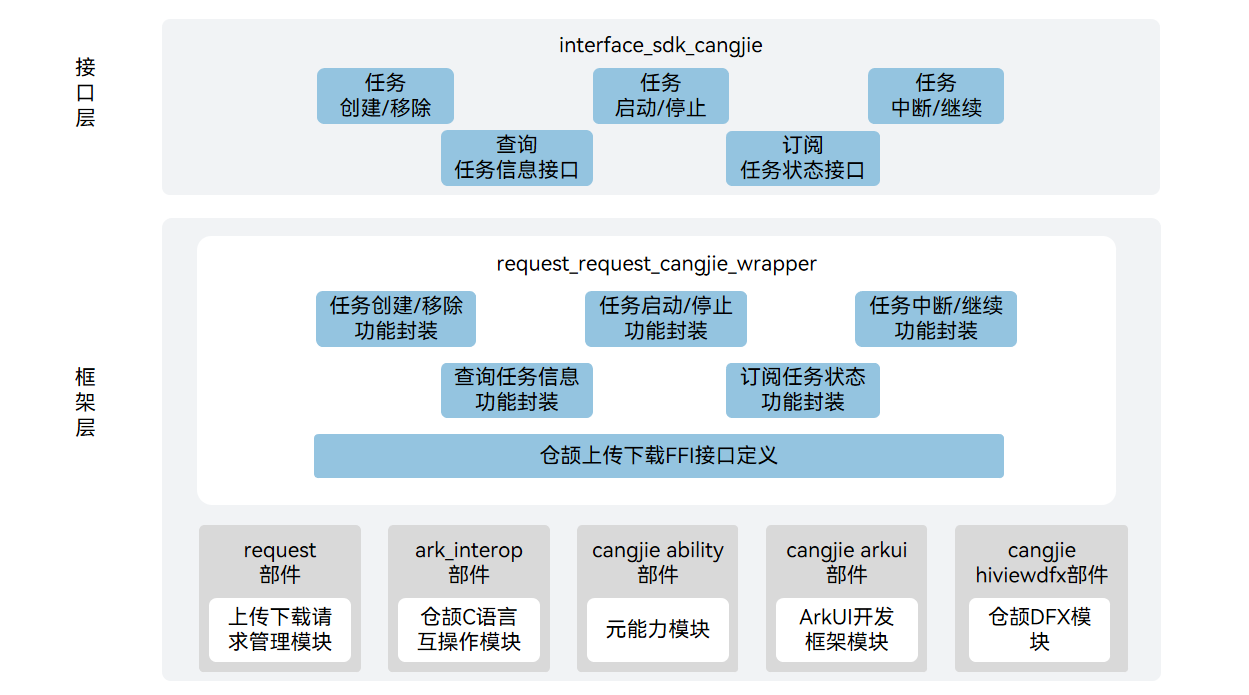 接
口
层
interface_sdk_cangjie
任务
创建/移除
任务
启动/停止
任务
中断/继续
查询
任务信息接口
订阅
任务状态接口
框
架
层
request_request_cangjie_wrapper
任务创建/移除
功能封装
任务启动/停止
功能封装
任务中断/继续
功能封装
查询任务信息
功能封装
订阅任务状态
功能封装
仓颉上传下载FFI接口定义
request
部件
上传下载请
求管理模块
ark_interop
部件
仓颉C语言
互操作模块
cangjie ability
部件
元能力模块
cangjie arkui
部件
ArkUI开发
框架模块
cangjie
hiviewdfx部件
仓颉DFX模
块